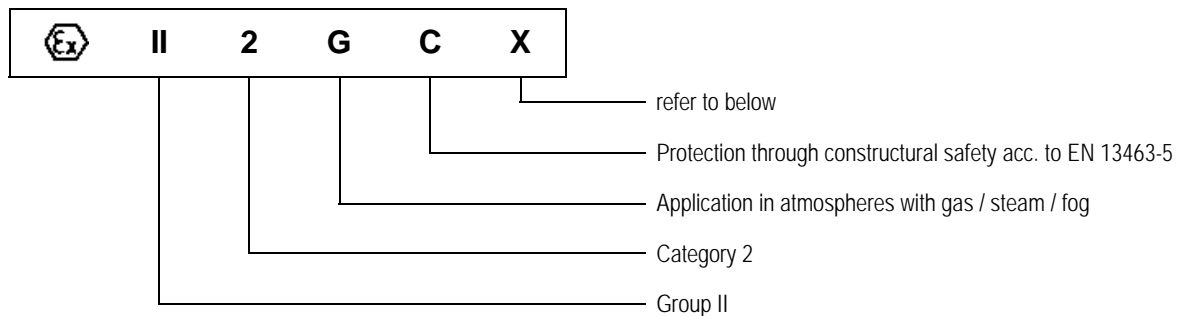 Ex II 2 G C X
refer to below
Protection through constructural safety acc. to EN 13463-5
Application in atmospheres with gas / steam / fog
Category 2
Group II